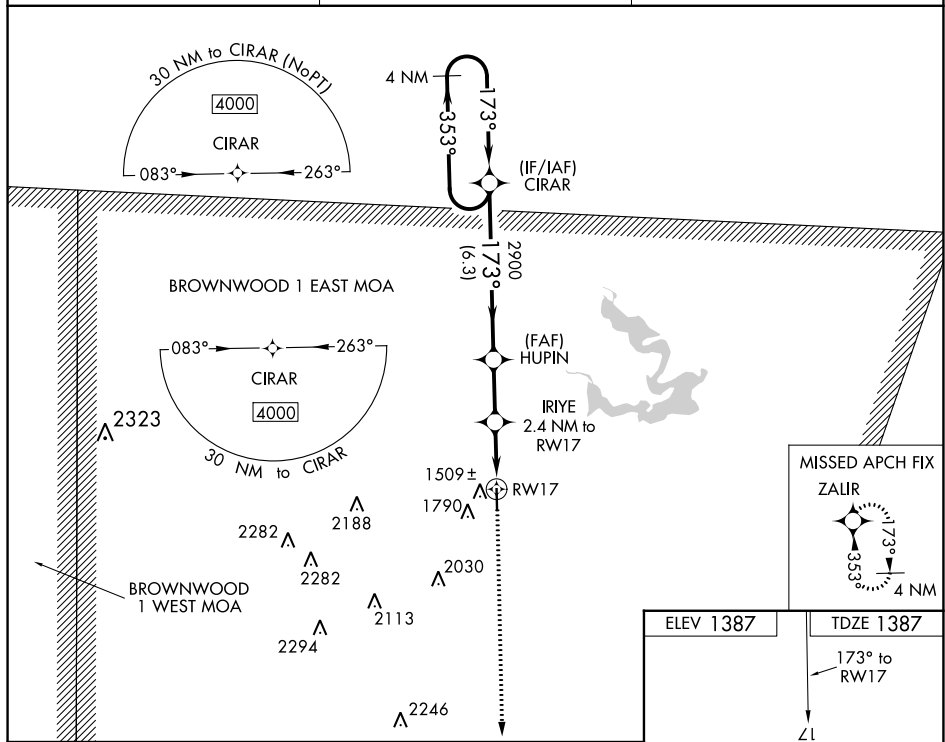 30 NM to CIRAR (NoPT)
4000
CIRAR
083°
263°
4 NM
353°
173°
(IF/IAF)
CIRAR
2900
173°
(6.3)
BROWNWOOD 1 EAST MOA
083°
263°
CIRAR
4000
30 NM to CIRAR
(FAF)
HUPIN
IRIYE
2.4 NM to
RW17
2323
1509±
RW17
1790
2188
2282
2282
2030
2113
2294
2246
BROWNWOOD
1 WEST MOA
MISSED APCH FIX
ZALIR
173°
353°
4 NM
ELEV 1387
TDZE 1387
173° to
RW17
17